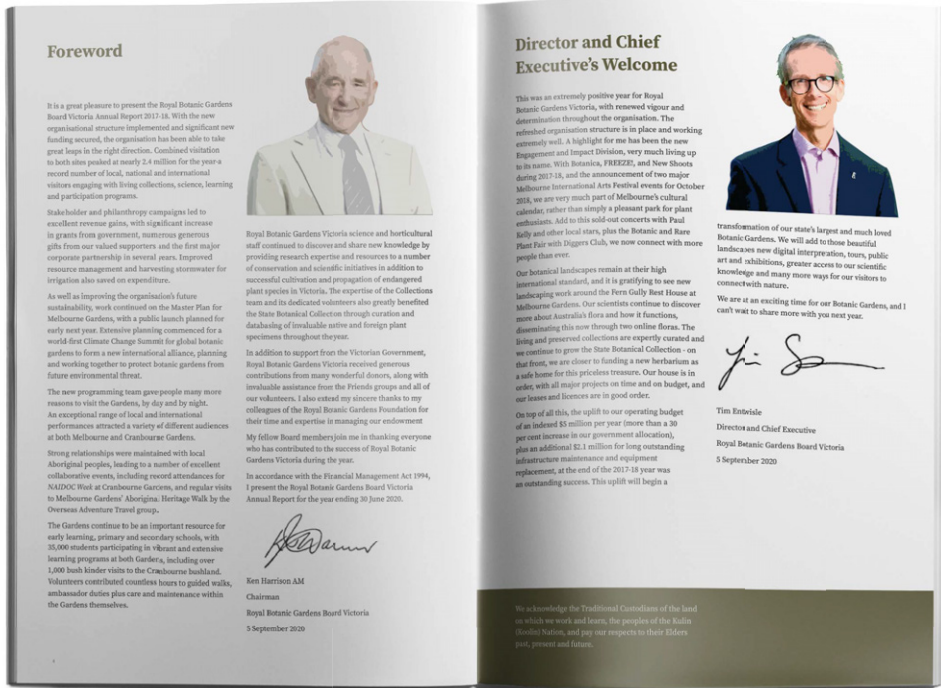 Foreword
It is a great pleasure to present the Royal Botanic Gardens
Board Victoria Annual Report 2017-18. With the new
organisational structure implemented and significant new
funding secured, the organisation has been able to take
great leaps in the right direction. Combined visitation
to both sites peaked at nearly 2.4 million for the year-a
record number of local, national and international
visitors engaging with living collections, science, learning
and participation programs.
Stakeholder and philanthropy campaigns led to
excellent revenue gains, with significant increase
in grants from government, numerous generous
gifts from our valued supporters and the first major
corporate partnership in several years. Improved
resource management and harvesting stormwater for
irrigation also saved on expenditure.
As well as improving the organisation's future
sustainability, work continued on the Master Plan for
Melbourne Gardens, with a public launch planned for
early next year. Extensive planning commenced for a
world-first Climate Change Summit for global botanic
gardens to form a new international alliance, planning
and working together to protect botanic gardens from
future environmental threat.
The new programming team gave people many more
reasons to visit the Gardens, by day and by night.
An exceptional range of local and international
performances attracted a variety of different audiences
at both Melbourne and Cranbourne Gardens.
Strong relationships were maintained with local
Aboriginal peoples, leading to a number of excellent
collaborative events, including record attendances for
NAIDOC Week at Cranbourne Garcens, and regular visits
to Melbourne Gardens' Aborigina. Heritage Walk by the
Overseas Adventure Travel group.
The Gardens continue to be an important resource for
early learning, primary and secordary schools, with
35,000 students participating in vibrant and extensive
learning programs at both Gardera, including over
1,000 bush kinder visits to the Cranbourne bushland.
Volunteers contributed countless hours to guided walks,
ambassador duties plus care and maintenance within
the Gardens themselves.
Royal Botanic Gardens Victoria science and horticultural
staff continued to discover and share new knowledge by
providing research expertise and resources to a number
of conservation and scientific initiatives in addition to
successful cultivation and propagation of endangered
plant species in Victoria. The expertise of the Collections
team and its dedicated volunteers also greatly benefited
the State Botanical Collecton through curation and
databasing of invaluable native and foreign plant
specimens throughout theyear.
In addition to support from the Victorian Government,
Royal Botanic Gardens Victoria received generous
contributions from many wonderful donors, along with
invaluable assistance from the Friends groups and all of
our volunteers. I also extend my sincere thanks to my
colleagues of the Royal Botanic Gardens Foundation for
their time and expertise in managing our endowment
My fellow Board members join me in thanking everyone
who has contributed to the success of Royal Botanic
Gardens Victoria during the year.
In accordance with the Financial Management Act 1994,
I present the Royal Botanic Gardens Board Victoria
Annual Report for the year ending 30 June 2020.
Ken Harrison AM
Chairman
Royal Botanic Gardens Board Victoria
5 September 2020
Director and Chief
Executive's Welcome
This was an extremely positive year for Royal
Botanic Gardens Victoria, with renewed vigour and
determination throughout the organisation. The
refreshed organisation structure is in place and working
extremely well. A highlight for me has been the new
Engagement and Impact Division, very much living up
to its name. With Botanica, FREEZE!, and New Shoots
during 2017-18, and the announcement of two major
Melbourne International Arts Festival events for October
2018, we are very much part of Melbourne's cultural
calendar, rather than simply a pleasant park for plant
enthusiasts. Add to this sold-out concerts with Paul
Kelly and other local stars, plus the Botanic and Rare
Plant Fair with Diggers Club, we now connect with more
people than ever.
Our botanical landscapes remain at their high
international standard, and it is gratifying to see new
landscaping work around the Fern Gully Best House at
Melbourne Gardens. Our scientists continue to discover
more about Australia's flora and how it functions,
disseminating this now through two online floras. The
living and preserved collections are expertly curated and
we continue to grow the State Botanical Collection - on
that front, we are closer to funding a new herbarium as
a safe home for this priceless treasure. Our house is in
order, with all major projects on time and on budget, and
our leases and licences are in good order.
On top of all this, the uplift to our operating budget
of an indexed $5 million per year (more than a 30
per cent increase in our government allocation),
plus an additional $2.1 million for long outstanding
infrastructure maintenance and equipment
replacement, at the end of the 2017-18 year was
an outstanding success. This uplift will begin a
transformation of our state's largest and much loved
Botanic Gardens. We will add to those beautiful
landscapes new digital interpretation, tours, public
art and exhibitions, greater access to our scientific
knowledge and many more ways for our visitors to
connectwith nature.
We are at an exciting time for our Botanic Gardens, and I
can't wait to share more with you next year.
Tim Entwisle
Director and Chief Executive
Royal Botanic Gardens Board Victoria
5 September 2020
We acknowledge the Traditional Custodians of the land
on which we work and learn, the peoples of the Kulin
(Koolin) Nation, and pay our respects to their Elders
past, present and future.